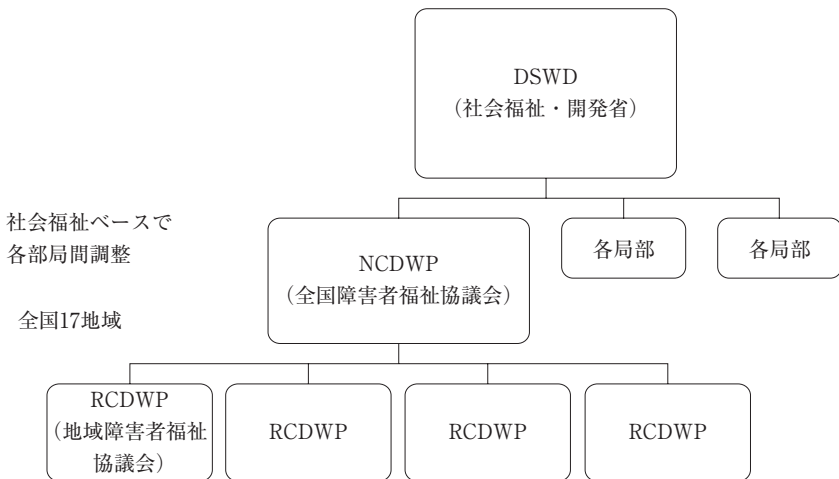 DSWD
（社会福祉・開発省）
社会福祉ベースで
各部局間調整
NCDWP
（全国障害者福祉協議会）
各局部
各局部
全国17地域
RCDWP
（地域障害者福祉
協議会）
RCDWP
RCDWP
RCDWP